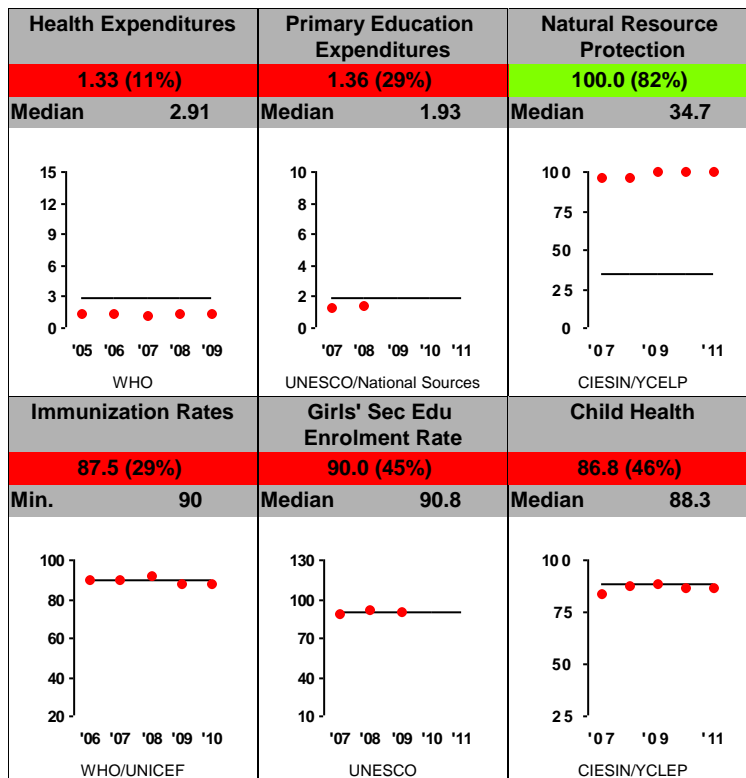 Health Expenditures
1.33 (11%)
Median 2.91
15
12
9
6
3
0
'05 '06 '07 '08 '09
WHO
Primary Education
Expenditures
1.36 (29%)
Median 1.93
10
8
6
4
2
0
'07 '08 '09 '10 '11
UNESCO/National Sources
Natural Resource
Protection
100.0 (82%)
Median 34.7
100
75
50
25
0
'07 '09 '11
CIESIN/YCELP
Immunization Rates
87.5 (29%)
Min. 90
100
80
60
40
20
'06 '07 '08 '09 '10
WHO/UNICEF
Girls' Sec Edu
Enrolment Rate
90.0 (45%)
Median 90.8
130
100
70
40
10
'07 '08 '09 '10 '11
UNESCO
Child Health
86.8 (46%)
Median 88.3
100
75
50
25
'07 '09 '11
CIESIN/YCLEP